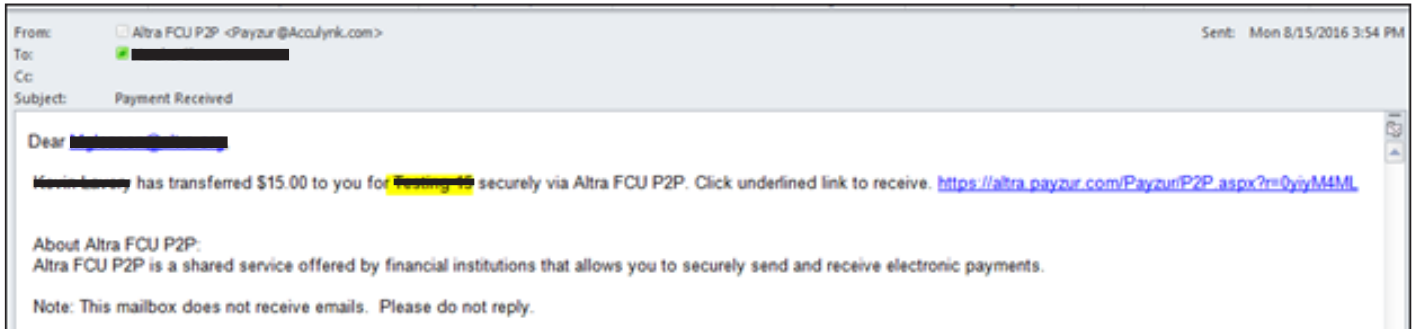 From: Altra FCU P2P <Payzur@Acculynk.com> Sent: Mon 8/15/2016 3:54 PM
To:
Cc
Subject: Payment Received
Dear
has transferred $15.00 to you for securely via Altra FCU P2P. Click underlined link to receive. https://altra.payzur.com/Payzur/P2P.aspx?r=0yiyM4ML
About Altra FCU P2P:
Altra FCU P2P is a shared service offered by financial institutions that allows you to securely send and receive electronic payments.
Note: This mailbox does not receive emails. Please do not reply.